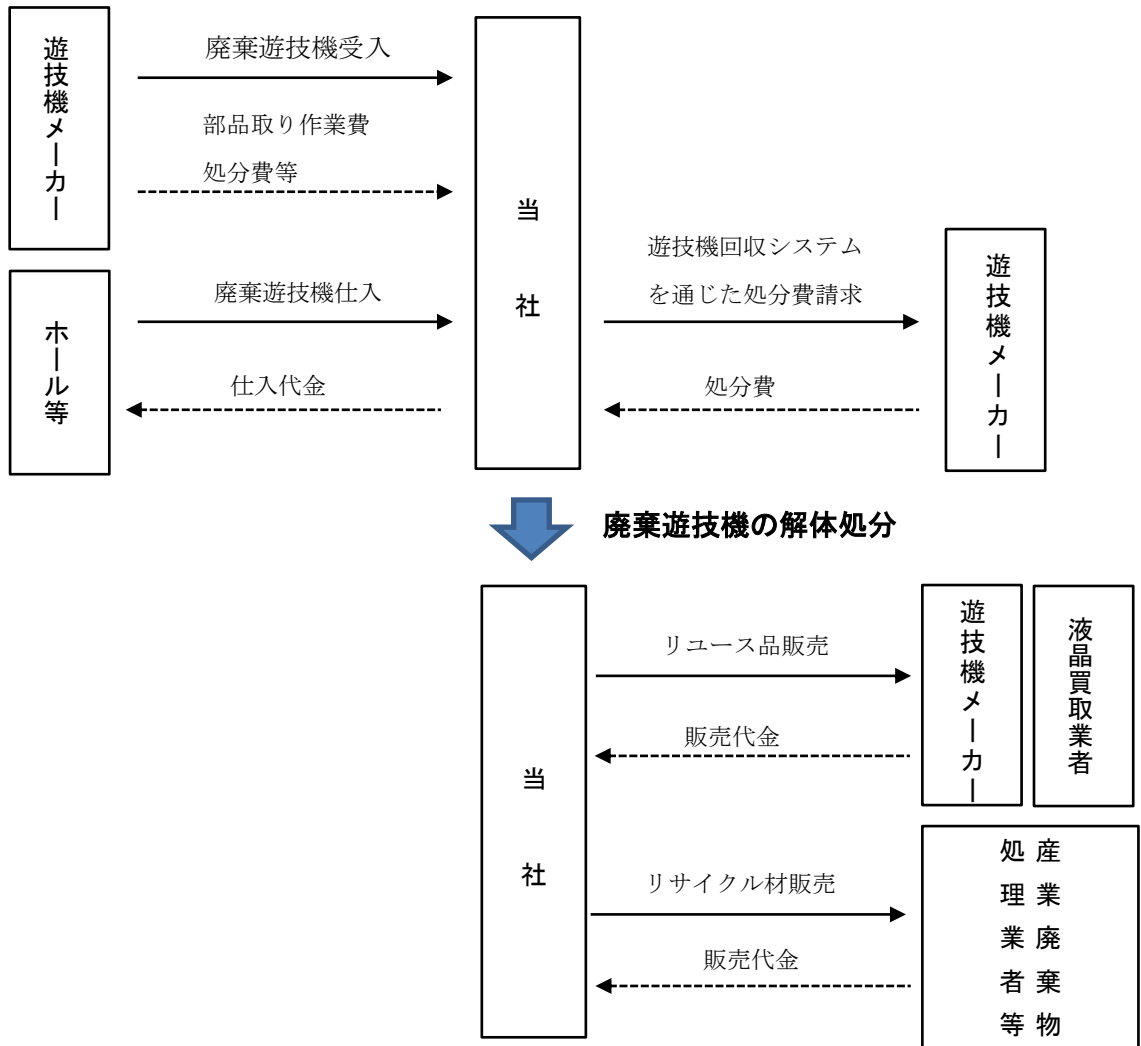 遊技機メーカー
廃棄遊技機受入
部品取り作業費
処分費等
ホール等
廃棄遊技機仕入
仕入代金
当社
遊技機回収システム
を通じた処分費請求
処分費
遊技機メーカー
廃棄遊技機の解体処分
当社
リユース品販売
販売代金
遊技機メーカー
液晶買取業者
リサイクル材販売
販売代金
産業廃棄物
処理業者等